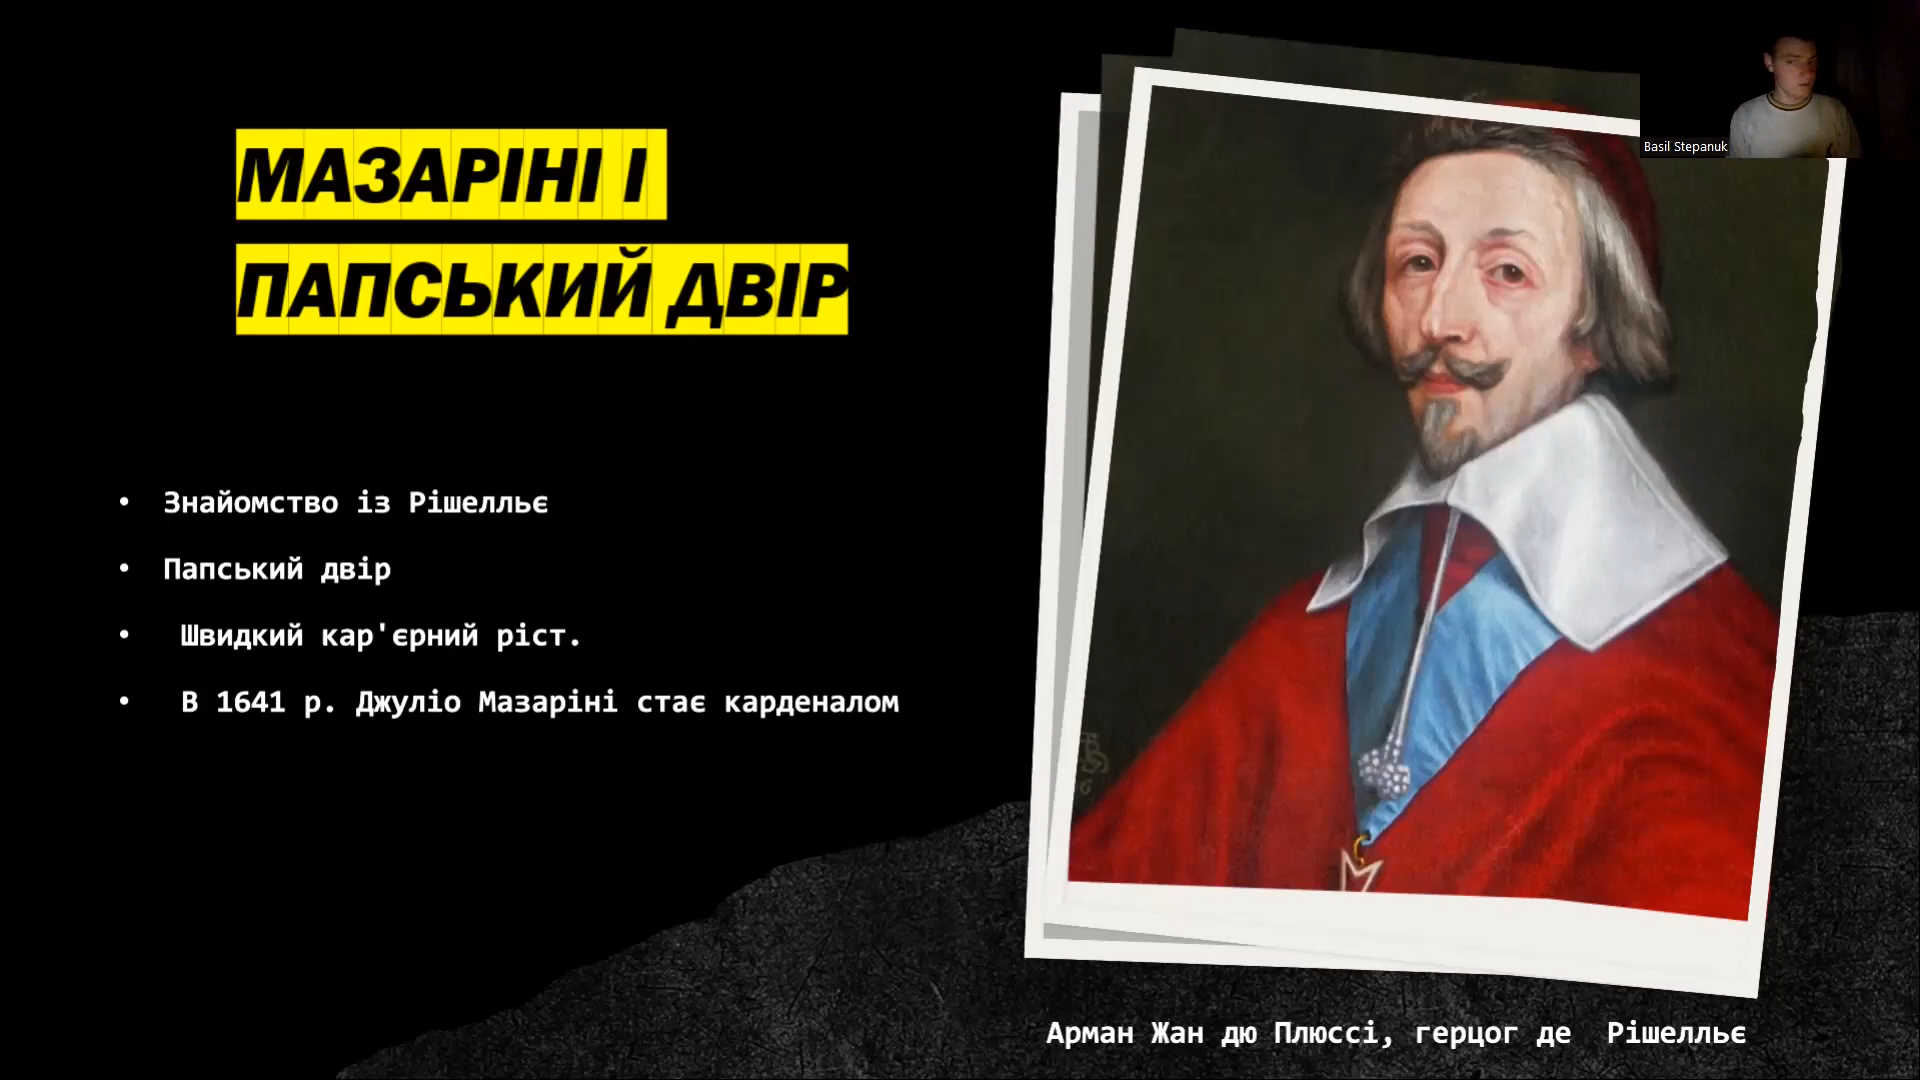 МАЗАРІНІ І
ПАПСЬКИЙ ДВІР
Basil Stepanuk
• Знайомство із Рішелльє
• Папський двір
• Швидкий кар'єрний ріст.
• В 1641 р. Джуліо Мазаріні стає карденалом
Арман Жан дю Плюссі, герцог де Рішелльє